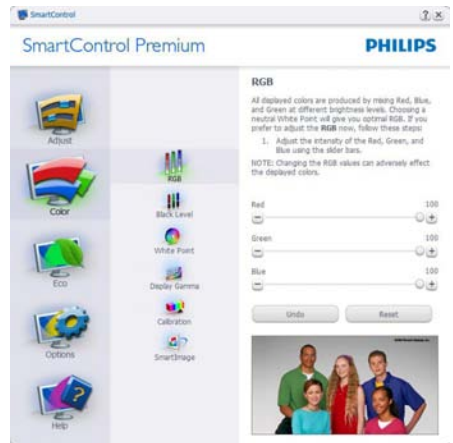 SmartControl
SmartControl Premium
PHILIPS
Adjust
Color
Eco
Options
Help
RGB
Black Level
White Point
Display Gamma
Calibration
SmartImage
RGB
All displayed colors are produced by mixing Red, Blue,
and Green at different brightness levels. Choosing a
neutral White Point will give you optimal RGB. If you
prefer to adjust the RGB now, follow these steps:
1. Adjust the intensity of the Red, Green, and
Blue using the slider bars.
NOTE: Changing the RGB values can adversely effect
the displayed colors.
Red 100
Green 100
Blue 100
Undo Reset